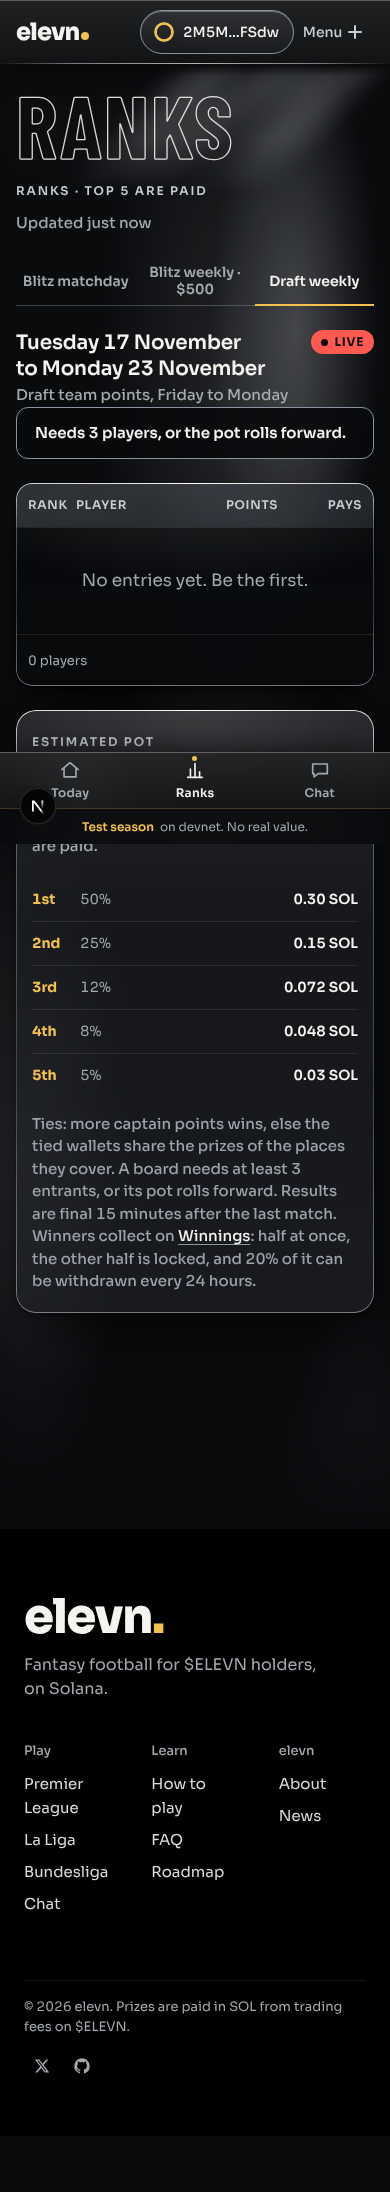 elevn.
2M5M...FSdw
Menu
RANKS
RANKS · TOP 5 ARE PAID
Updated just now
Blitz matchday
Blitz weekly ·
$500
Draft weekly
Tuesday 17 November
to Monday 23 November
LIVE
Draft team points, Friday to Monday
Needs 3 players, or the pot rolls forward.
RANK PLAYER POINTS PAYS
No entries yet. Be the first.
0 players
ESTIMATED POT
Today
Ranks
Chat
N
Test season on devnet. No real value.
are paid.
1st 50% 0.30 SOL
2nd 25% 0.15 SOL
3rd 12% 0.072 SOL
4th 8% 0.048 SOL
5th 5% 0.03 SOL
Ties: more captain points wins, else the
tied wallets share the prizes of the places
they cover. A board needs at least 3
entrants, or its pot rolls forward. Results
are final 15 minutes after the last match.
Winners collect on Winnings: half at once,
the other half is locked, and 20% of it can
be withdrawn every 24 hours.
elevn.
Fantasy football for $ELEVN holders,
on Solana.
Play
Premier
League
La Liga
Bundesliga
Chat
Learn
How to
play
FAQ
Roadmap
elevn
About
News
© 2026 elevn. Prizes are paid in SOL from trading
fees on $ELEVN.